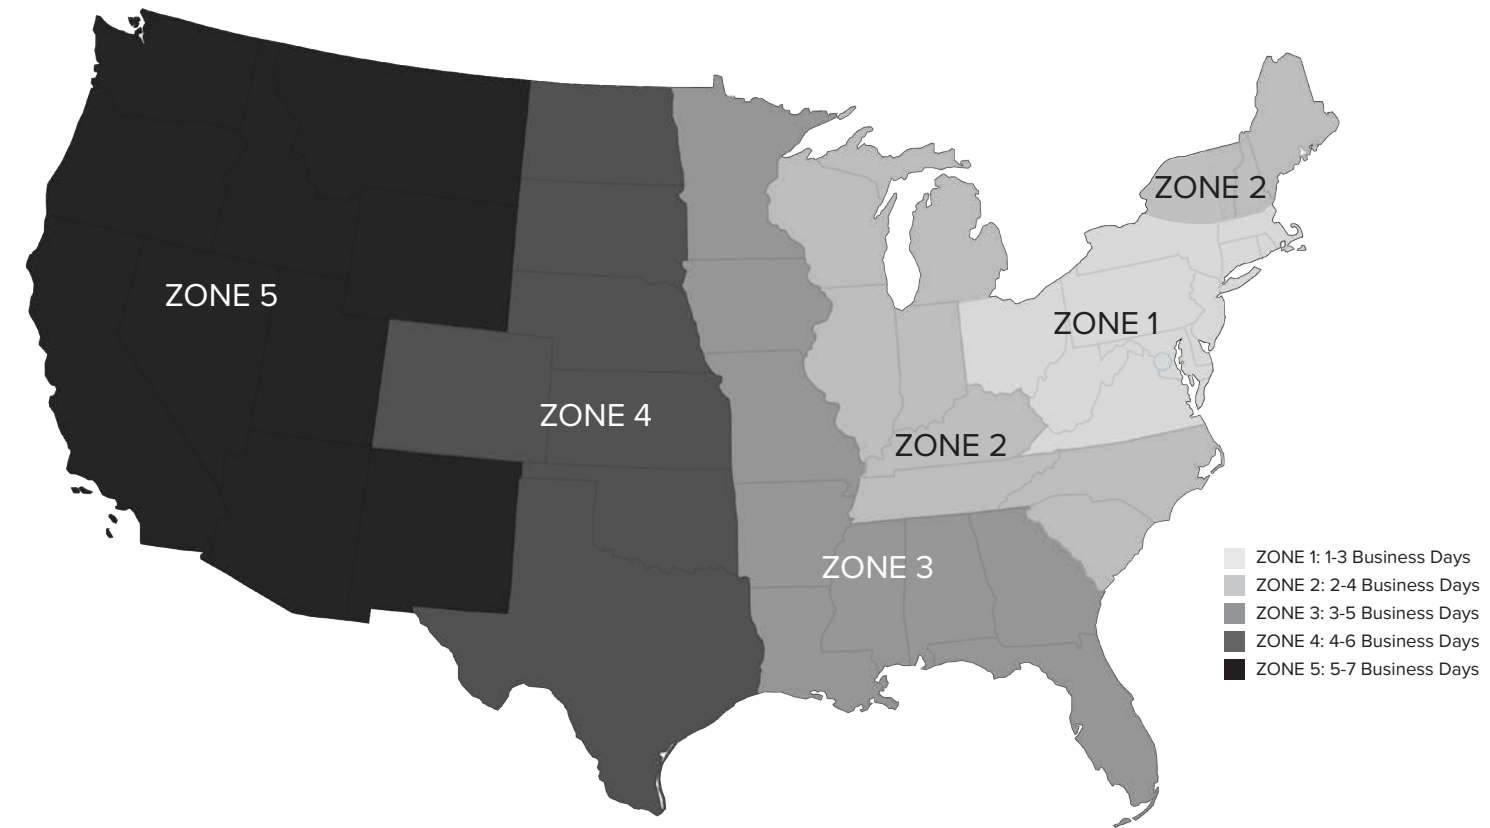 ZONE 2
ZONE 5
ZONE 1
ZONE 4
ZONE 2
ZONE 3
ZONE 1: 1-3 Business Days
ZONE 2: 2-4 Business Days
ZONE 3: 3-5 Business Days
ZONE 4: 4-6 Business Days
ZONE 5: 5-7 Business Days